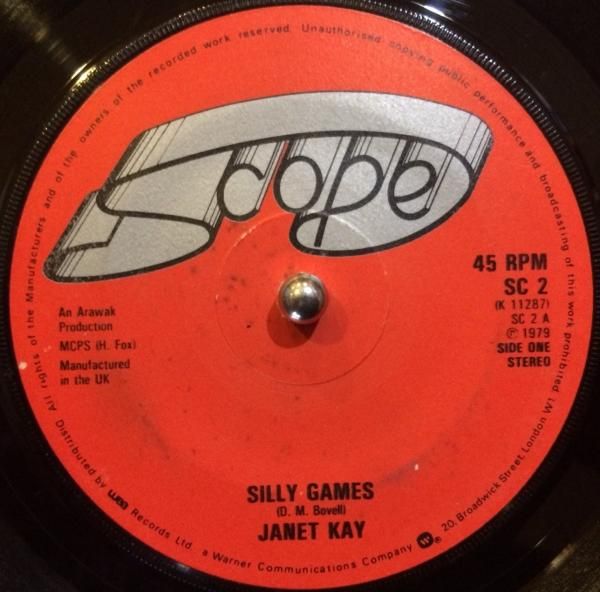 All rights of the Manufacturers and of the owners of the recorded work reserved. Unauthorised copying public performance and broadcasting of this work prohibited
Scope
45 RPM
SC 2
(K 11287)
SC 2 A
℗ 1979
SIDE ONE
STEREO
An Arawak
Production
MCPS (H. Fox)
Manufactured
in the UK
SILLY GAMES
(D. M. Bovell)
JANET KAY
Distributed by wea Records Ltd. a Warner Communications Company W® 20, Broadwick Street, London W1